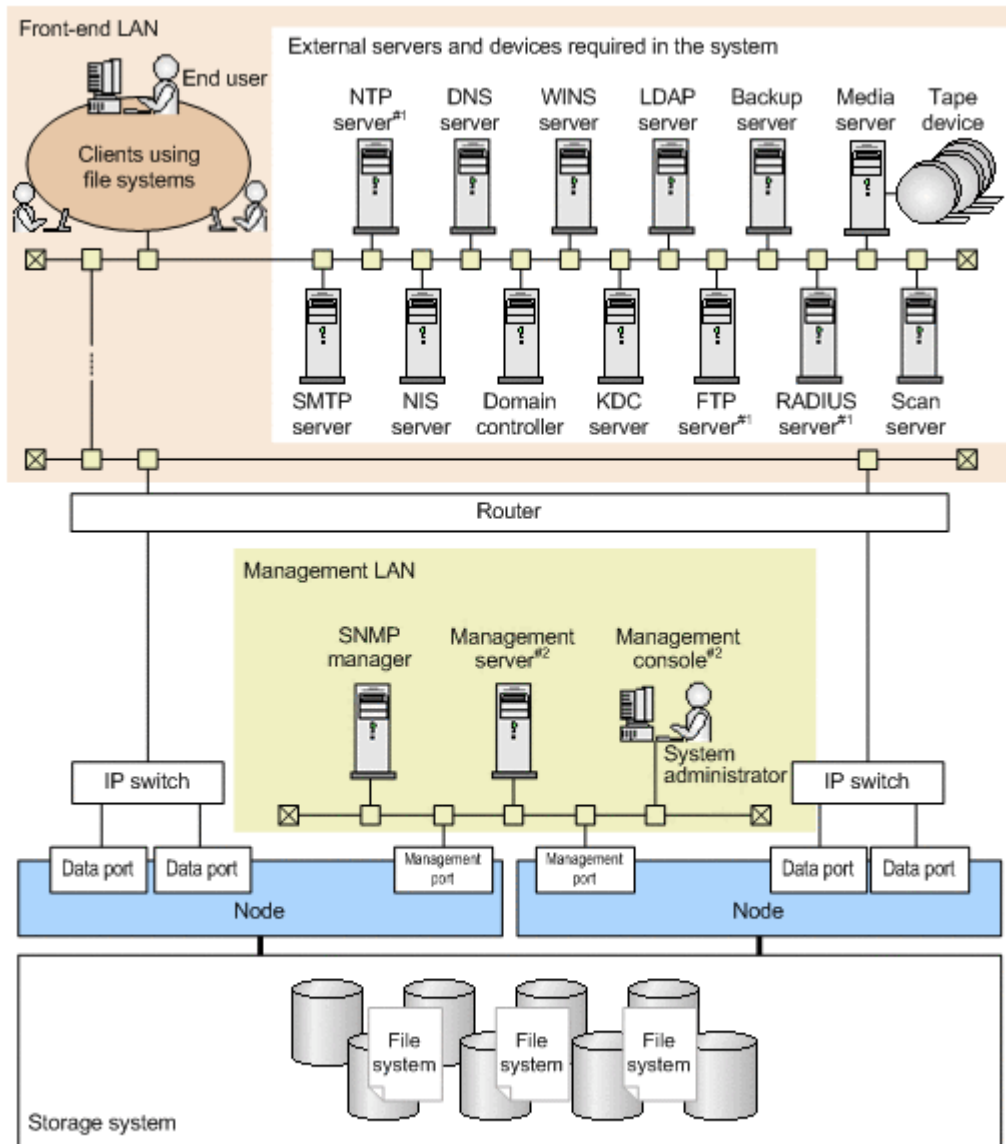 Front-end LAN
End user
Clients using
file systems
External servers and devices required in the system
NTP
server#1
DNS
server
WINS
server
LDAP
server
Backup
server
Media
server
Tape
device
SMTP
server
NIS
server
Domain
controller
KDC
server
FTP
server#1
RADIUS
server#1
Scan
server
Router
Management LAN
SNMP
manager
Management
server#2
Management
console#2
System
administrator
IP switch
IP switch
Data port
Data port
Management
port
Management
port
Data port
Data port
Node
Node
File
system
File
system
File
system
Storage system